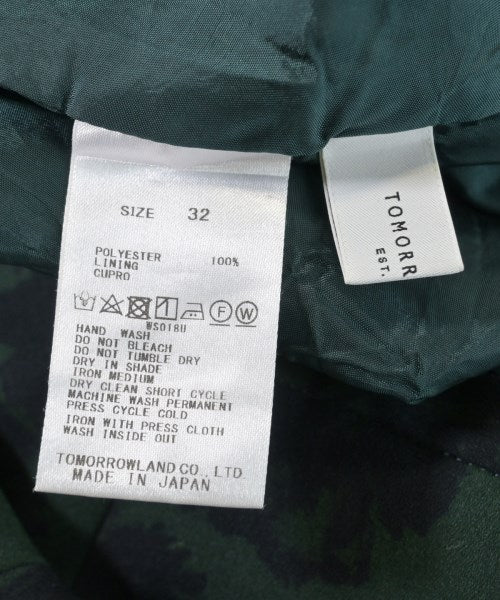 SIZE 32
POLYESTER 100%
LINING
CUPRO
F W
WS018U
HAND WASH
DO NOT BLEACH
DO NOT TUMBLE DRY
DRY IN SHADE
IRON MEDIUM
DRY CLEAN SHORT CYCLE
MACHINE WASH PERMANENT
PRESS CYCLE COLD
IRON WITH PRESS CLOTH
WASH INSIDE OUT
TOMORROWLAND CO., LTD.
MADE IN JAPAN
TOMORR
EST.